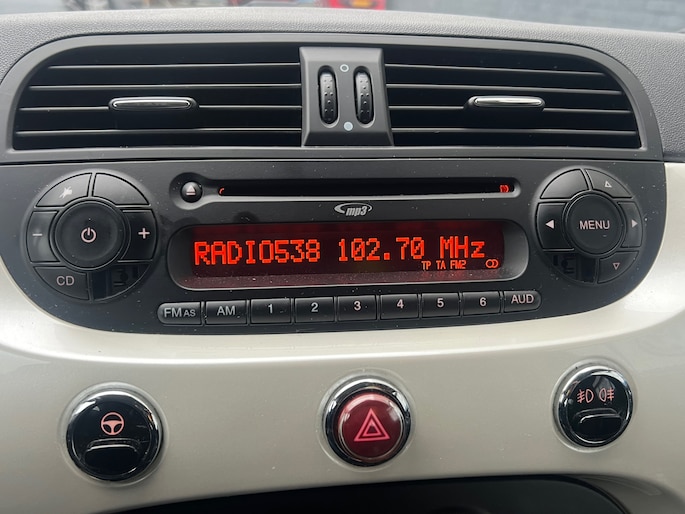 mp3
RADIO538 102.70 MHz
TP TA FM2
MENU
CD
FM AS AM 1 2 3 4 5 6 AUD